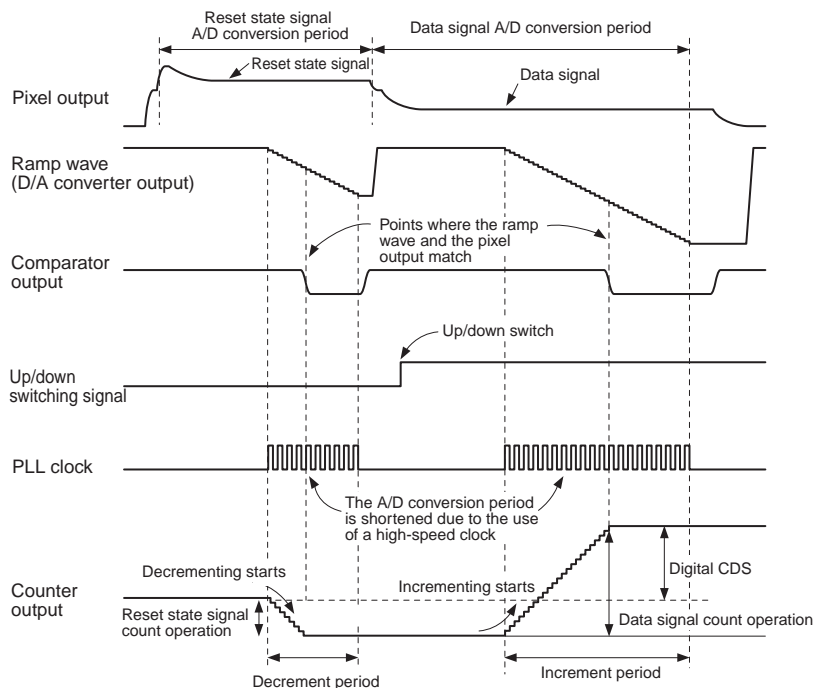 Reset state signal
A/D conversion period
Data signal A/D conversion period
Reset state signal
Data signal
Pixel output
Ramp wave
(D/A converter output)
Points where the ramp
wave and the pixel
output match
Comparator
output
Up/down switch
Up/down
switching signal
PLL clock
The A/D conversion period
is shortened due to the use
of a high-speed clock
Decrementing starts
Incrementing starts
Digital CDS
Counter
output
Reset state signal
count operation
Data signal count operation
Decrement period
Increment period